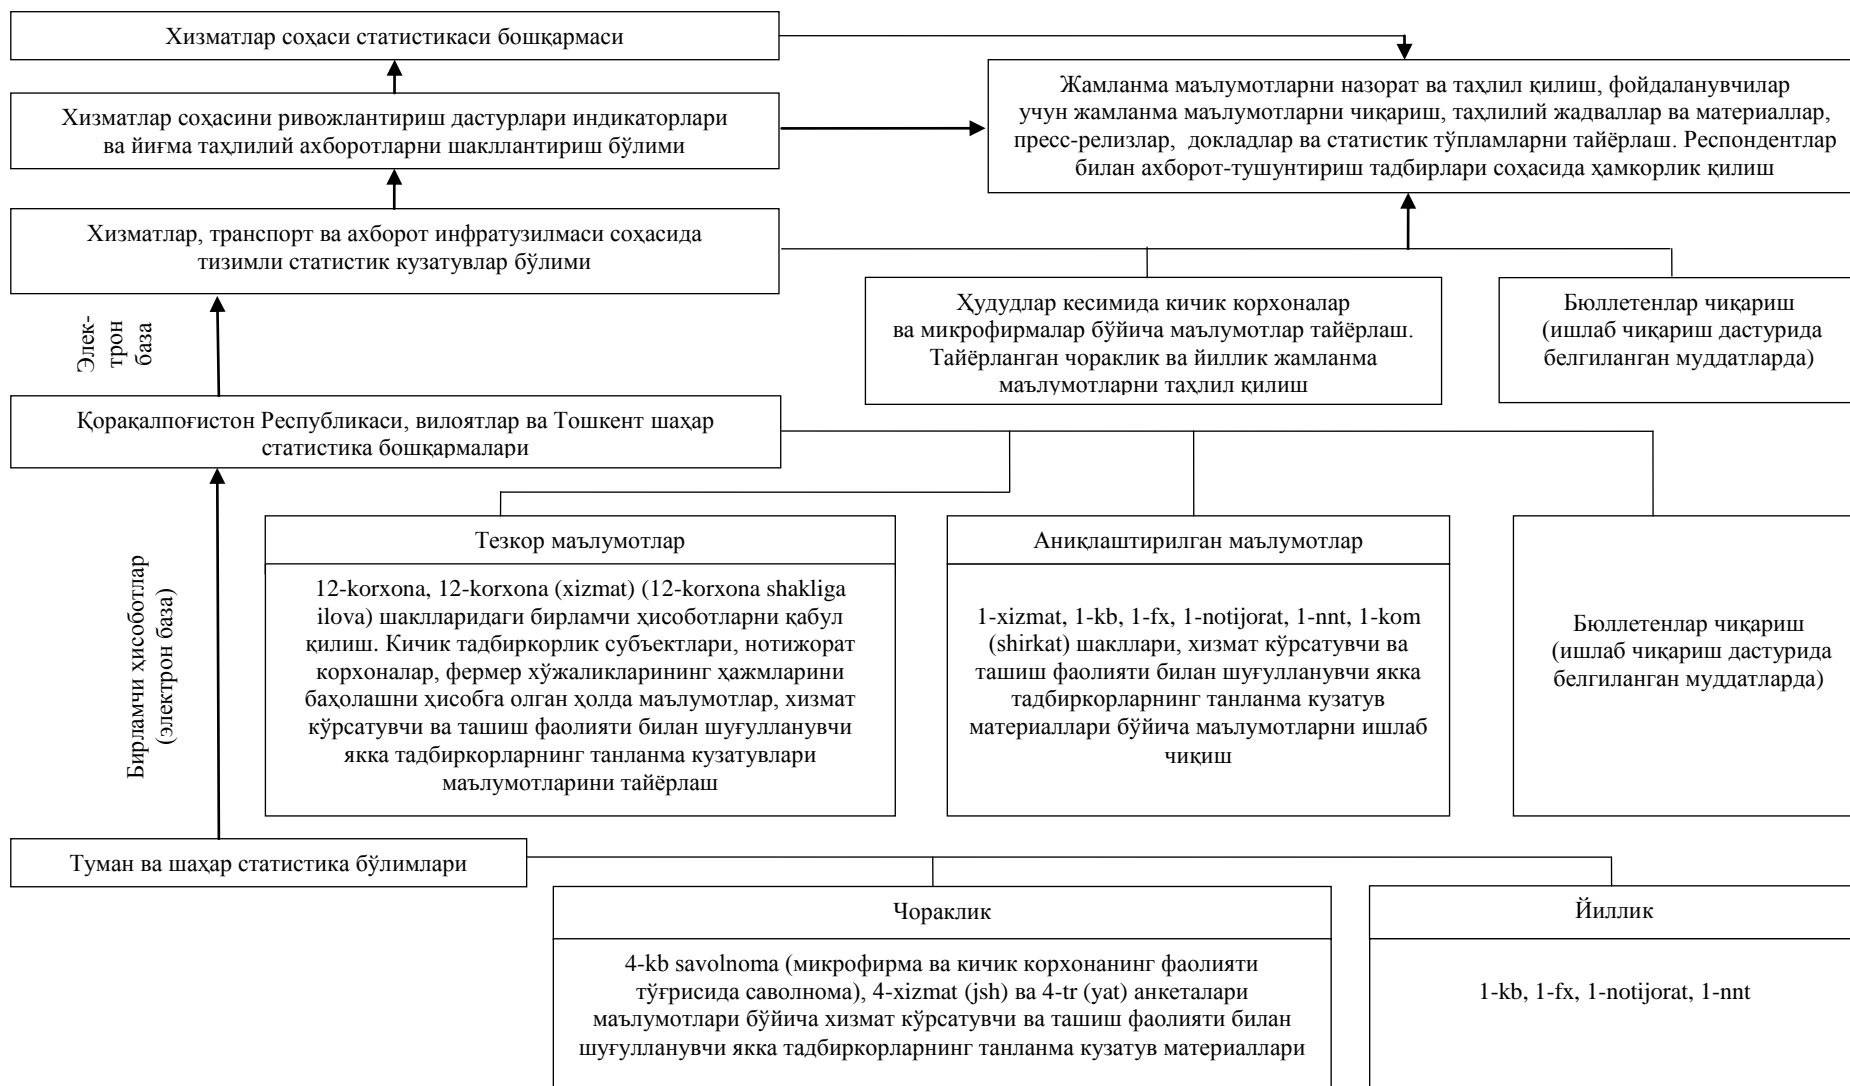 Хизматлар соҳаси статистикаси бошқармаси
Жамланма маълумотларни назорат ва таҳлил қилиш, фойдаланувчилар
учун жамланма маълумотларни чиқариш, таҳлилий жадваллар ва материаллар,
пресс-релизлар, докладлар ва статистик тўпламларни тайёрлаш. Респондентлар
билан ахборот-тушунтириш тадбирлари соҳасида ҳамкорлик қилиш
Хизматлар соҳасини ривожлантириш дастурлари индикаторлари
ва йиғма таҳлилий ахборотларни шакллантириш бўлими
Хизматлар, транспорт ва ахборот инфратузилмаси соҳасида
тизимли статистик кузатувлар бўлими
Ҳудудлар кесимида кичик корхоналар
ва микрофирмалар бўйича маълумотлар тайёрлаш.
Тайёрланган чораклик ва йиллик жамланма
маълумотларни таҳлил қилиш
Бюллетенлар чиқариш
(ишлаб чиқариш дастурида
белгиланган муддатларда)
Элек-
трон
база
Қорақалпоғистон Республикаси, вилоятлар ва Тошкент шаҳар
статистика бошқармалари
Тезкор маълумотлар
12-korxona, 12-korxona (xizmat) (12-korxona shakliga
ilova) шаклларидаги бирламчи ҳисоботларни қабул
қилиш. Кичик тадбиркорлик субъектлари, нотижорат
корхоналар, фермер хўжаликларининг ҳажмларини
баҳолашни ҳисобга олган ҳолда маълумотлар, хизмат
кўрсатувчи ва ташиш фаолияти билан шуғулланувчи
якка тадбиркорларнинг танланма кузатувлари
маълумотларини тайёрлаш
Аниқлаштирилган маълумотлар
1-xizmat, 1-kb, 1-fx, 1-notijorat, 1-nnt, 1-kom
(shirkat) шакллари, хизмат кўрсатувчи ва
ташиш фаолияти билан шуғулланувчи якка
тадбиркорларнинг танланма кузатув
материаллари бўйича маълумотларни ишлаб
чиқиш
Бюллетенлар чиқариш
(ишлаб чиқариш дастурида
белгиланган муддатларда)
Бирламчи ҳисоботлар
(электрон база)
Туман ва шаҳар статистика бўлимлари
Чораклик
4-kb savolnoma (микрофирма ва кичик корхонанинг фаолияти
тўғрисида саволнома), 4-xizmat (jsh) ва 4-tr (yat) анкеталари
маълумотлари бўйича хизмат кўрсатувчи ва ташиш фаолияти билан
шуғулланувчи якка тадбиркорларнинг танланма кузатув материаллари
Йиллик
1-kb, 1-fx, 1-notijorat, 1-nnt